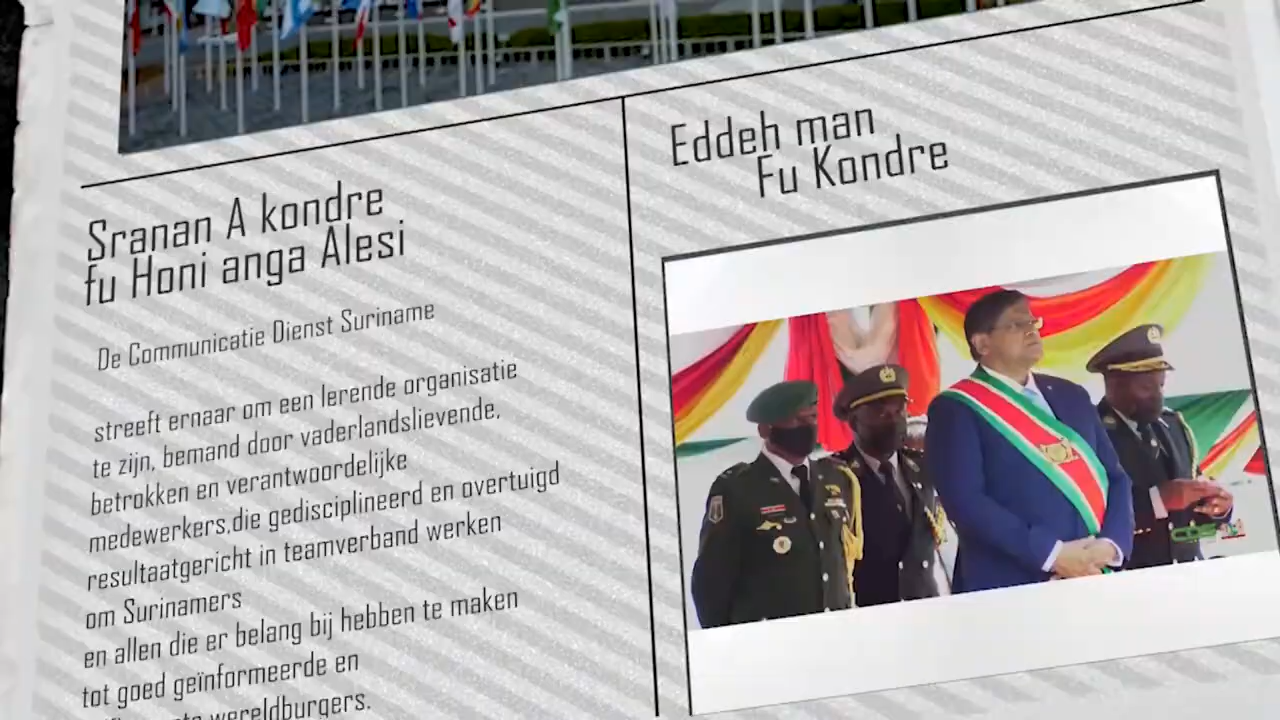 Sranan A kondre
fu Honi anga Alesi
De Communicatie Dienst Suriname
streeft ernaar om een lerende organisatie
te zijn, bemand door vaderlandslievende,
betrokken en verantwoordelijke
medewerkers,die gedisciplineerd en overtuigd
resultaatgericht in teamverband werken
om Surinamers
en allen die er belang bij hebben te maken
tot goed geïnformeerde en
wereldburgers.
Eddeh man
Fu Kondre